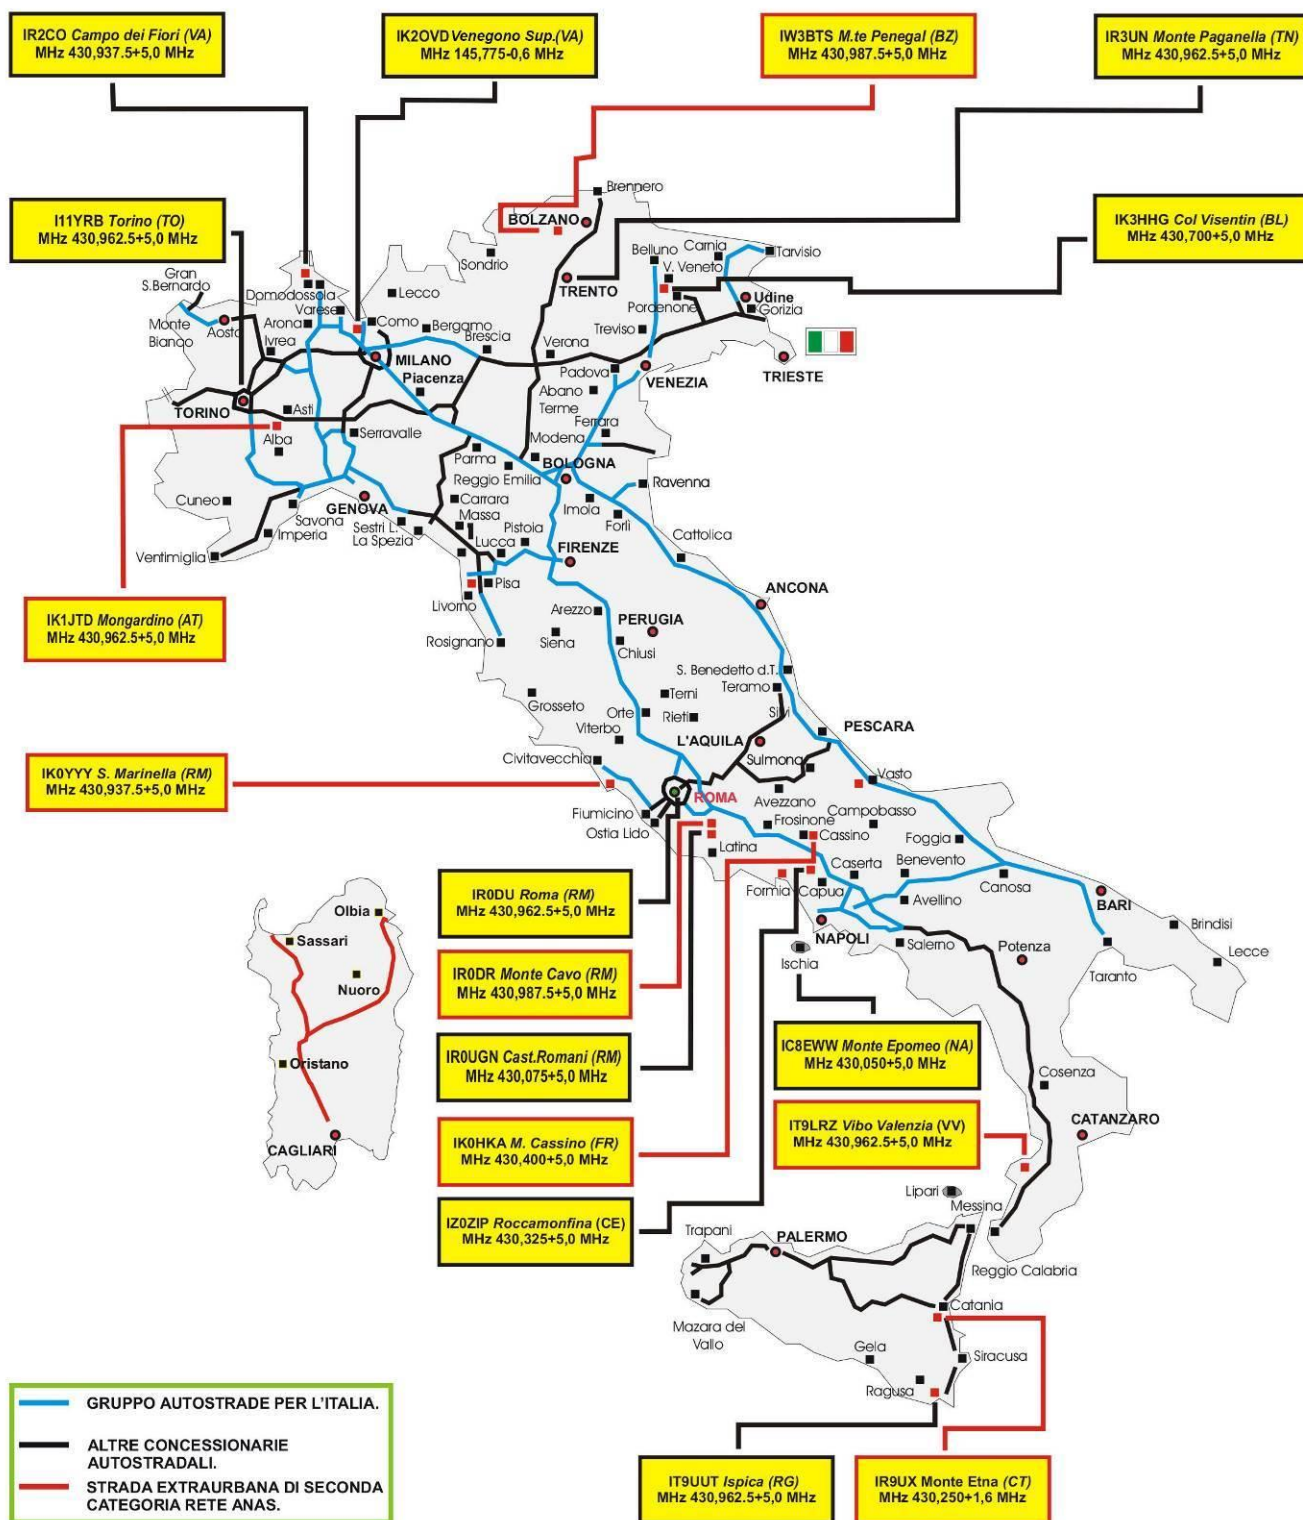 IR2CO Campo dei Fiori (VA)
MHz 430,937.5+5,0 MHz
IK2OVD Venegono Sup.(VA)
MHz 145,775-0,6 MHz
IW3BTS M.te Penegal (BZ)
MHz 430,987.5+5,0 MHz
IR3UN Monte Paganella (TN)
MHz 430,962.5+5,0 MHz
I11YRB Torino (TO)
MHz 430,962.5+5,0 MHz
IK3HHG Col Visentin (BL)
MHz 430,700+5,0 MHz
Brennero
BOLZANO
Sondrio
Belluno
Carnia
Tarvisio
V. Veneto
TRENTO
Pordenone
Udine
Gorizia
Gran
S.Bernardo
Domodossola
Lecco
Varese
Monte
Bianco
Aosta
Arona
Ivrea
Como
Bergamo
Brescia
Verona
Treviso
MILANO
Piacenza
Padova
VENEZIA
TRIESTE
TORINO
Asti
Abano
Terme
Ferrara
Alba
Serravalle
Modena
Parma
BOLOGNA
Reggio Emilia
Ravenna
Cuneo
GENOVA
Carrara
Massa
Imola
Forlì
Savona
Imperia
Sestri L.
La Spezia
Pistoia
Lucca
Cattolica
Ventimiglia
FIRENZE
Pisa
Livorno
ANCONA
IK1JTD Mongardino (AT)
MHz 430,962.5+5,0 MHz
Arezzo
PERUGIA
Rosignano
Siena
Chiusi
S. Benedetto d.T.
Teramo
Grosseto
Terni
Orte
Rieti
Silvi
Viterbo
PESCARA
L'AQUILA
Civitavecchia
Sulmona
IK0YYY S. Marinella (RM)
MHz 430,937.5+5,0 MHz
Vasto
ROMA
Avezzano
Fiumicino
Ostia Lido
Frosinone
Campobasso
Cassino
Foggia
Latina
Caserta
Benevento
Formia
Capua
Canosa
Avellino
BARI
NAPOLI
Brindisi
Ischia
Salerno
Potenza
Lecce
Taranto
Olbia
Sassari
Nuoro
Oristano
CAGLIARI
IR0DU Roma (RM)
MHz 430,962.5+5,0 MHz
IR0DR Monte Cavo (RM)
MHz 430,987.5+5,0 MHz
IR0UGN Cast.Romani (RM)
MHz 430,075+5,0 MHz
IC8EWW Monte Epomeo (NA)
MHz 430,050+5,0 MHz
Cosenza
IK0HKA M. Cassino (FR)
MHz 430,400+5,0 MHz
IT9LRZ Vibo Valenzia (VV)
MHz 430,962.5+5,0 MHz
CATANZARO
IZ0ZIP Roccamonfina (CE)
MHz 430,325+5,0 MHz
Lipari
Messina
Trapani
PALERMO
Reggio Calabria
Catania
Mazara del
Vallo
Gela
Siracusa
Ragusa
GRUPPO AUTOSTRADE PER L'ITALIA.
ALTRE CONCESSIONARIE
AUTOSTRADALI.
STRADA EXTRAURBANA DI SECONDA
CATEGORIA RETE ANAS.
IT9UUT Ispica (RG)
MHz 430,962.5+5,0 MHz
IR9UX Monte Etna (CT)
MHz 430,250+1,6 MHz